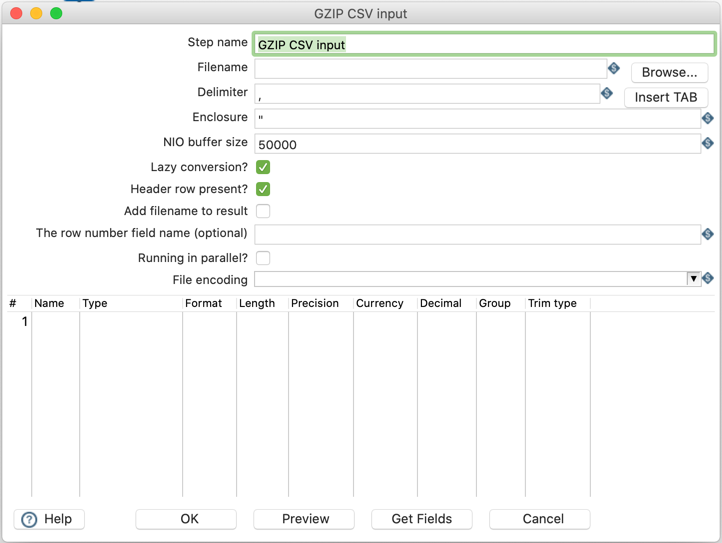 GZIP CSV input
Step name GZIP CSV input
Filename Browse...
Delimiter , Insert TAB
Enclosure "
NIO buffer size 50000
Lazy conversion?
Header row present?
Add filename to result
The row number field name (optional)
Running in parallel?
File encoding
# Name Type Format Length Precision Currency Decimal Group Trim type
1
? Help OK Preview Get Fields Cancel